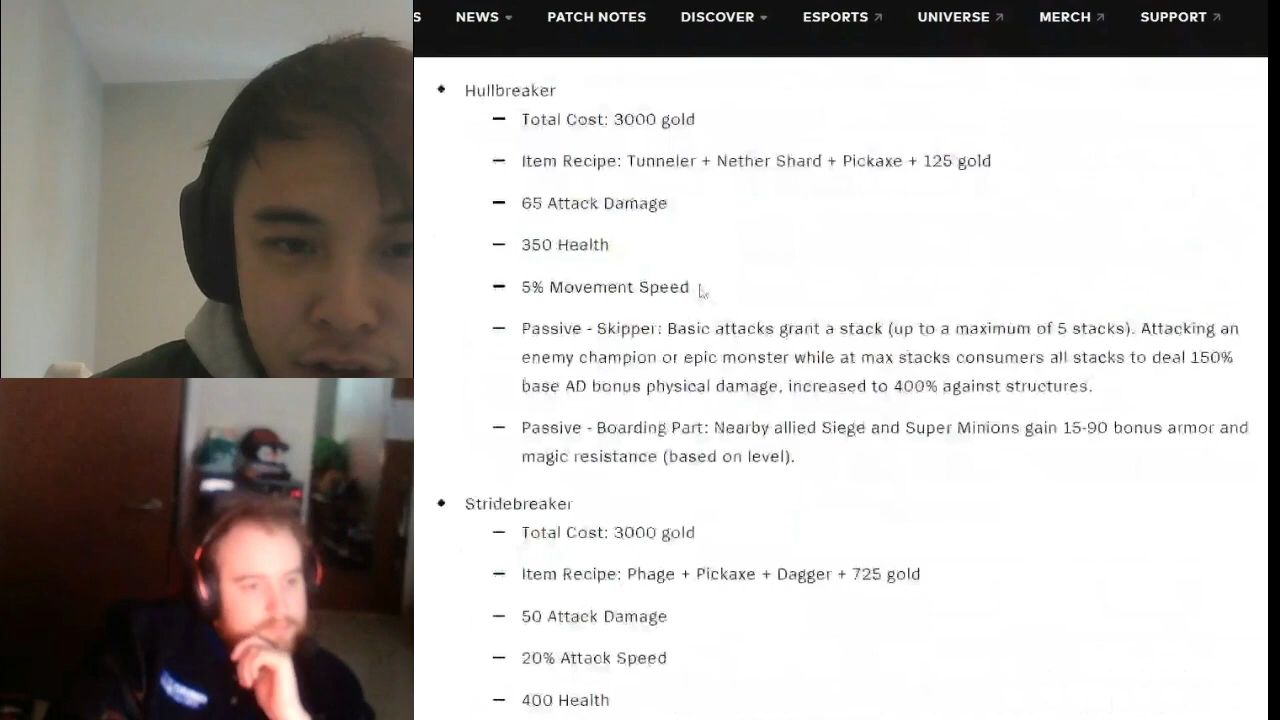 S NEWS PATCH NOTES DISCOVER ESPORTS UNIVERSE MERCH SUPPORT
Hullbreaker
Total Cost: 3000 gold
Item Recipe: Tunneler + Nether Shard + Pickaxe + 125 gold
65 Attack Damage
350 Health
5% Movement Speed
Passive - Skipper: Basic attacks grant a stack (up to a maximum of 5 stacks). Attacking an
enemy champion or epic monster while at max stacks consumers all stacks to deal 150%
base AD bonus physical damage, increased to 400% against structures.
Passive - Boarding Part: Nearby allied Siege and Super Minions gain 15-90 bonus armor and
magic resistance (based on level).
Stridebreaker
Total Cost: 3000 gold
Item Recipe: Phage + Pickaxe + Dagger + 725 gold
50 Attack Damage
20% Attack Speed
400 Health